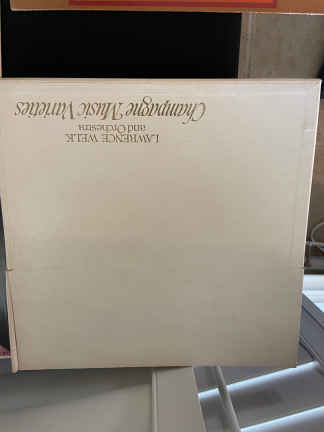 LAWRENCE WELK
and Orchestra
Champagne Music Varieties